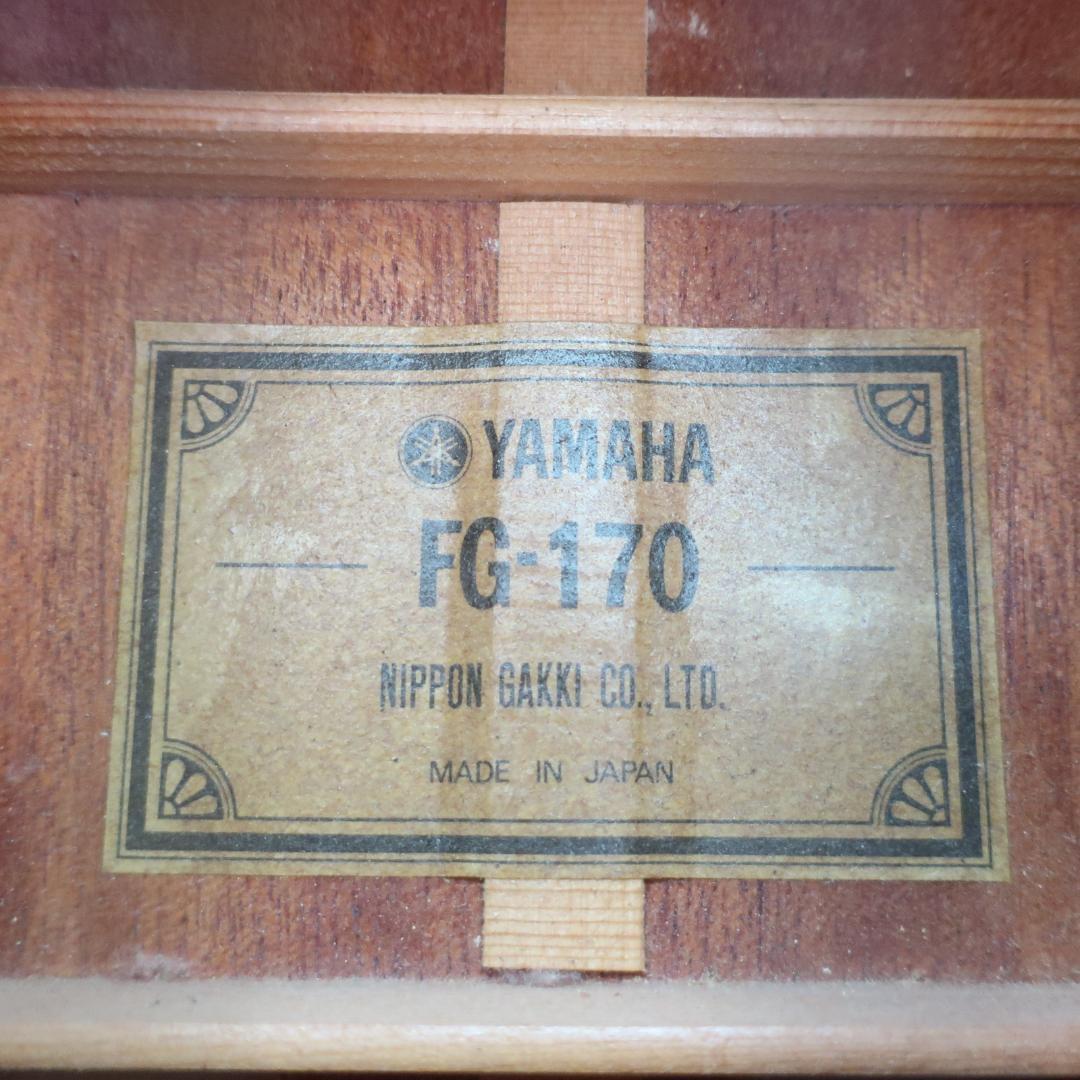 YAMAHA
FG-170
NIPPON GAKKI CO., LTD.
MADE IN JAPAN